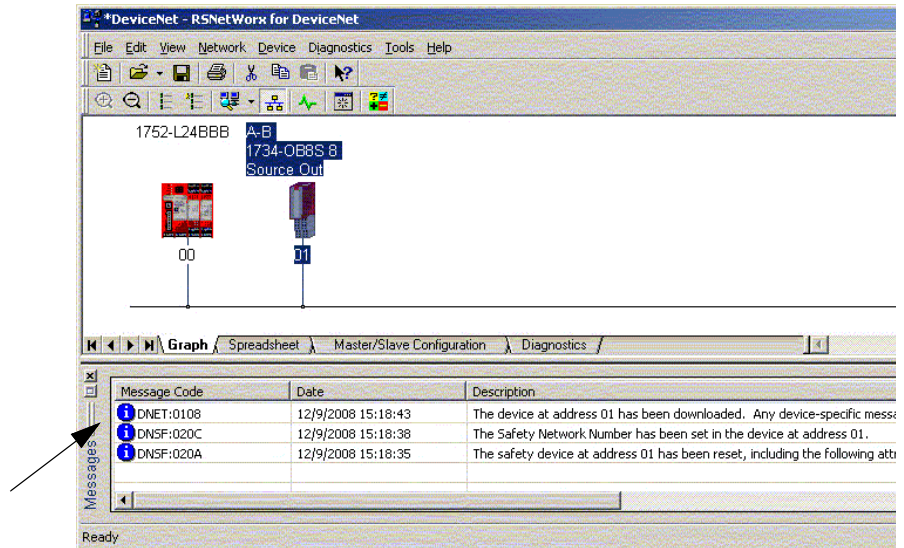 *DeviceNet - RSNetWorx for DeviceNet
File Edit View Network Device Diagnostics Tools Help
1752-L24BBB
A-B
1734-OB8S 8
Source Out
00
01
Graph Spreadsheet Master/Slave Configuration Diagnostics
Messages
Message Code Date Description
DNET:0108 12/9/2008 15:18:43 The device at address 01 has been downloaded. Any device-specific messa
DNSF:020C 12/9/2008 15:18:38 The Safety Network Number has been set in the device at address 01.
DNSF:020A 12/9/2008 15:18:35 The safety device at address 01 has been reset, including the following attr
Ready